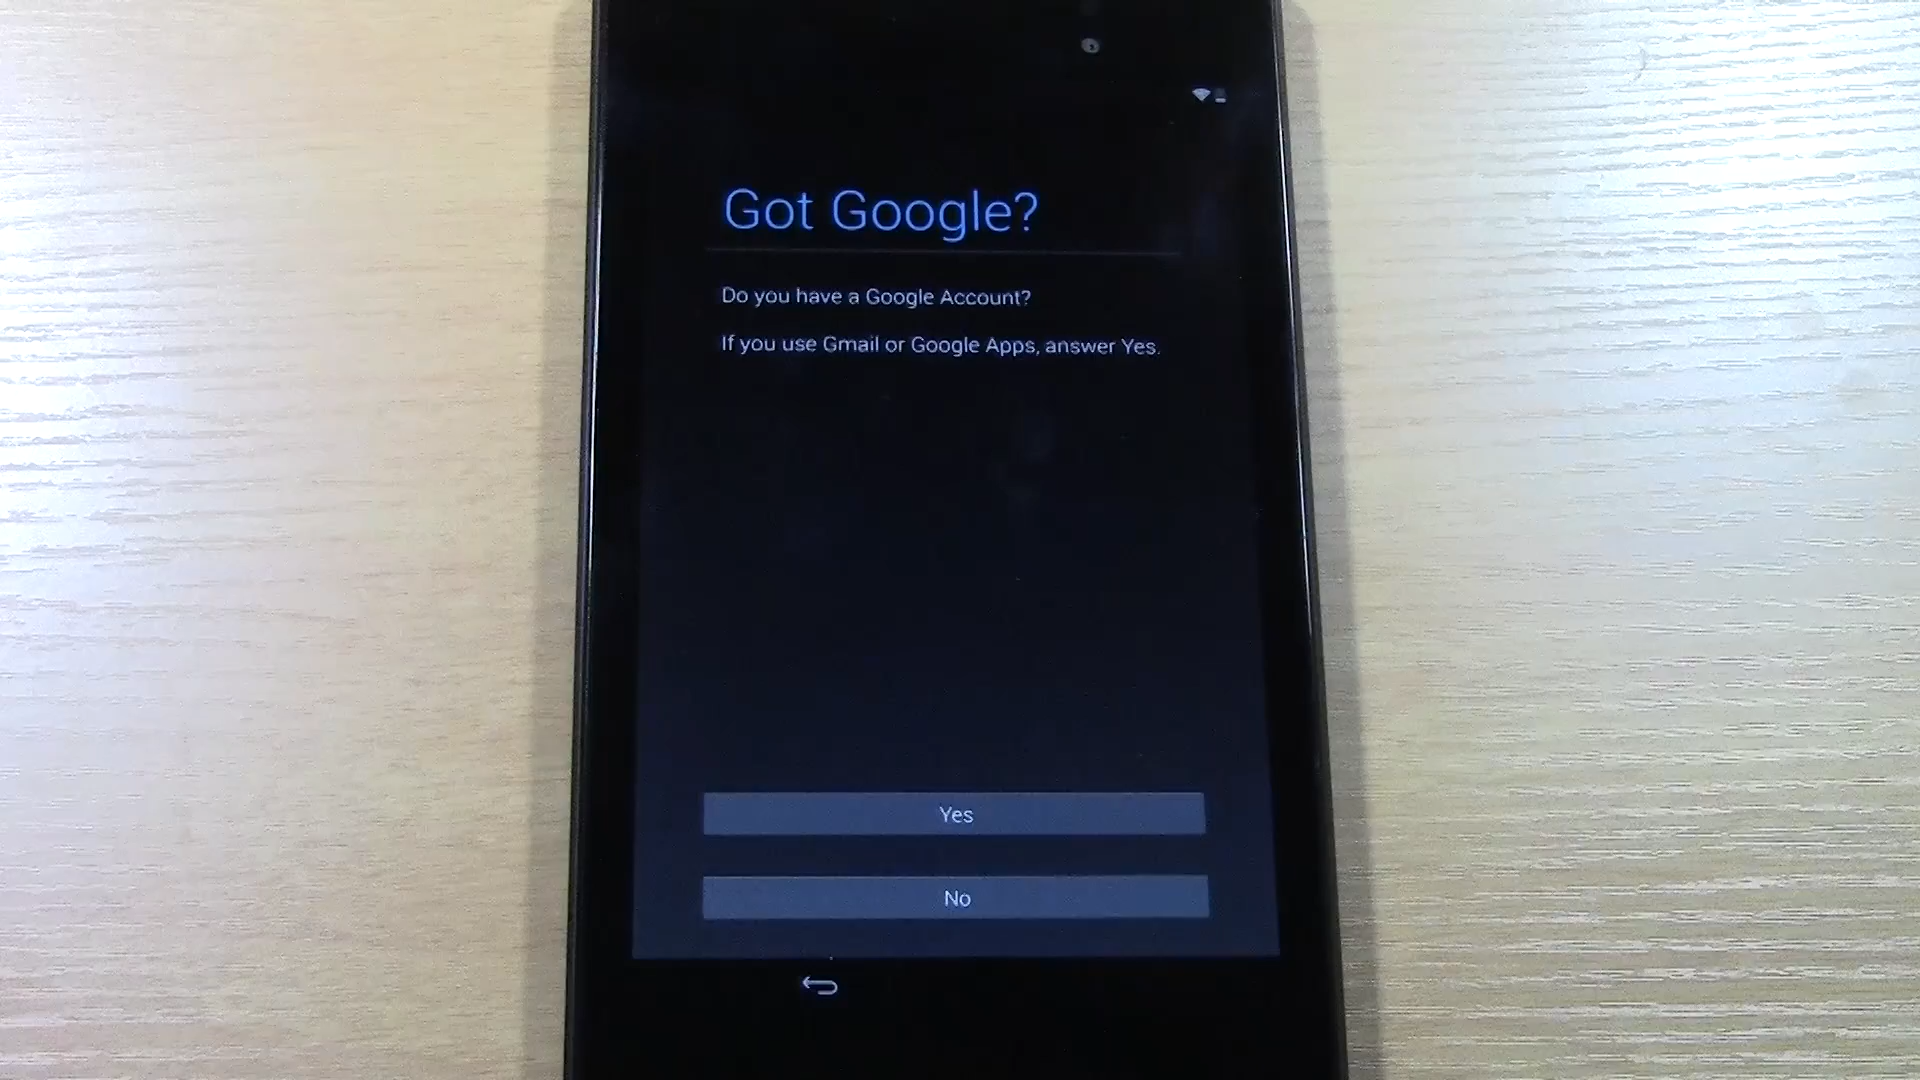 Got Google?
Do you have a Google Account?
If you use Gmail or Google Apps, answer Yes.
Yes
No